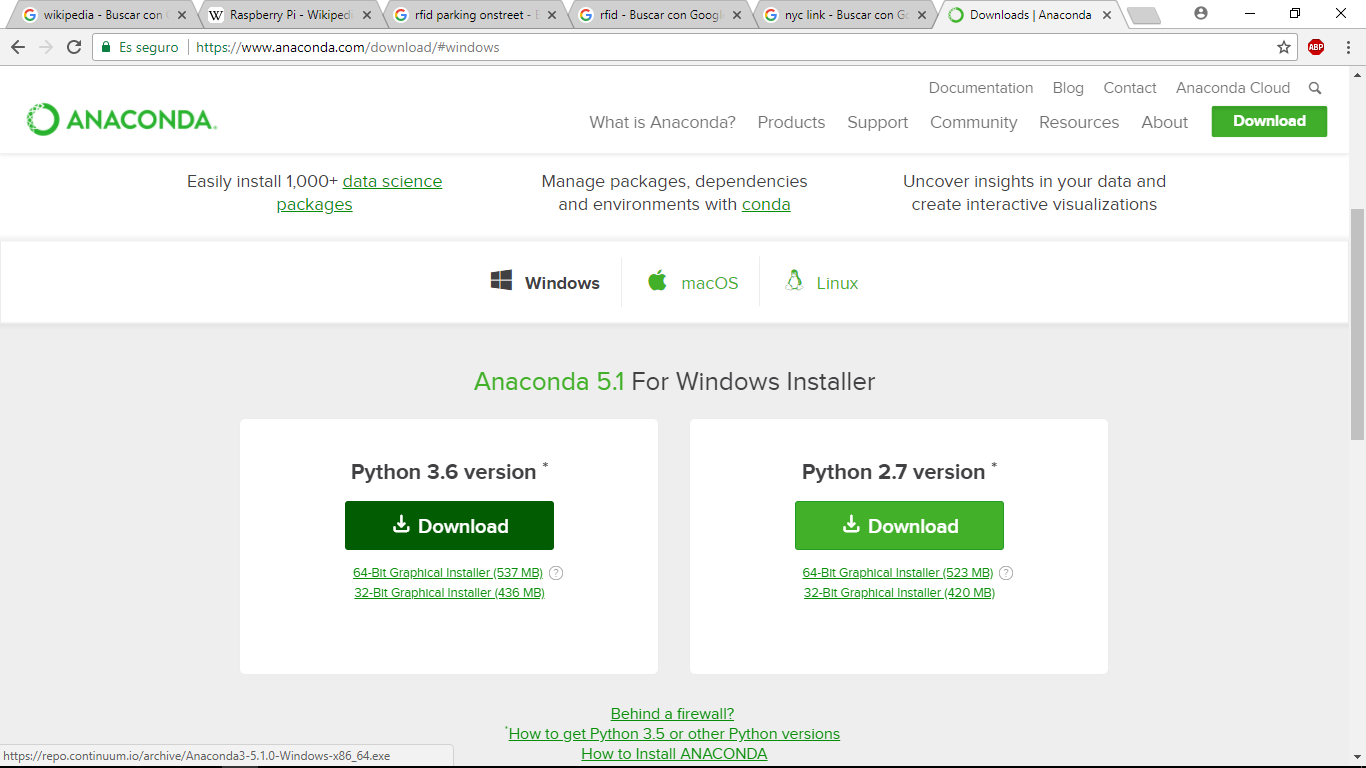 wikipedia - Buscar con
Raspberry Pi - Wikipedi
rfid parking onstreet -
rfid - Buscar con Googl
nyc link - Buscar con Go
Downloads | Anaconda
Es seguro
https://www.anaconda.com/download/#windows
ABP
Documentation Blog Contact Anaconda Cloud
ANACONDA.
What is Anaconda? Products Support Community Resources About Download
Easily install 1,000+ data science
packages
Manage packages, dependencies
and environments with conda
Uncover insights in your data and
create interactive visualizations
Windows macOS Linux
Anaconda 5.1 For Windows Installer
Python 3.6 version *
Download
64-Bit Graphical Installer (537 MB) ?
32-Bit Graphical Installer (436 MB)
Python 2.7 version *
Download
64-Bit Graphical Installer (523 MB) ?
32-Bit Graphical Installer (420 MB)
Behind a firewall?
*How to get Python 3.5 or other Python versions
How to Install ANACONDA
https://repo.continuum.io/archive/Anaconda3-5.1.0-Windows-x86_64.exe